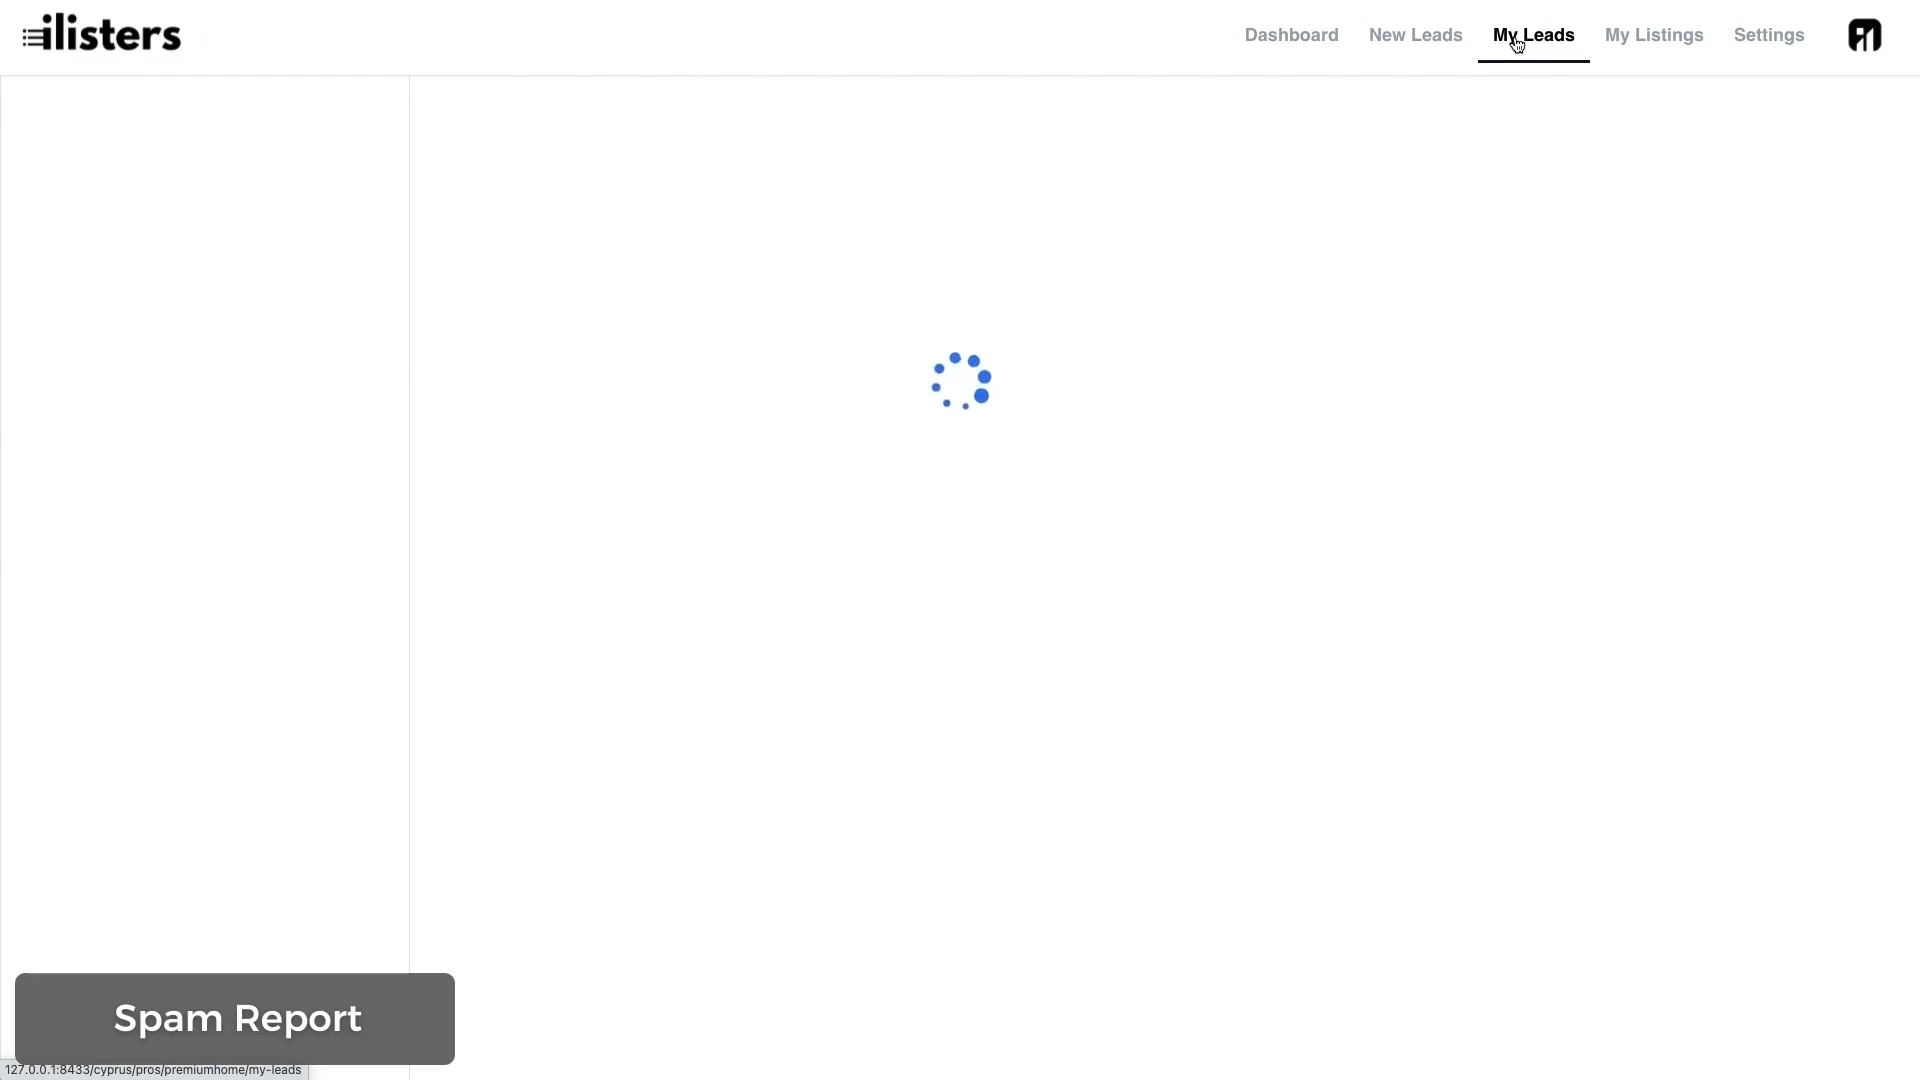 ilisters
Dashboard
New Leads
My Leads
My Listings
Settings
Spam Report
127.0.0.1:8433/cyprus/pros/premiumhome/my-leads